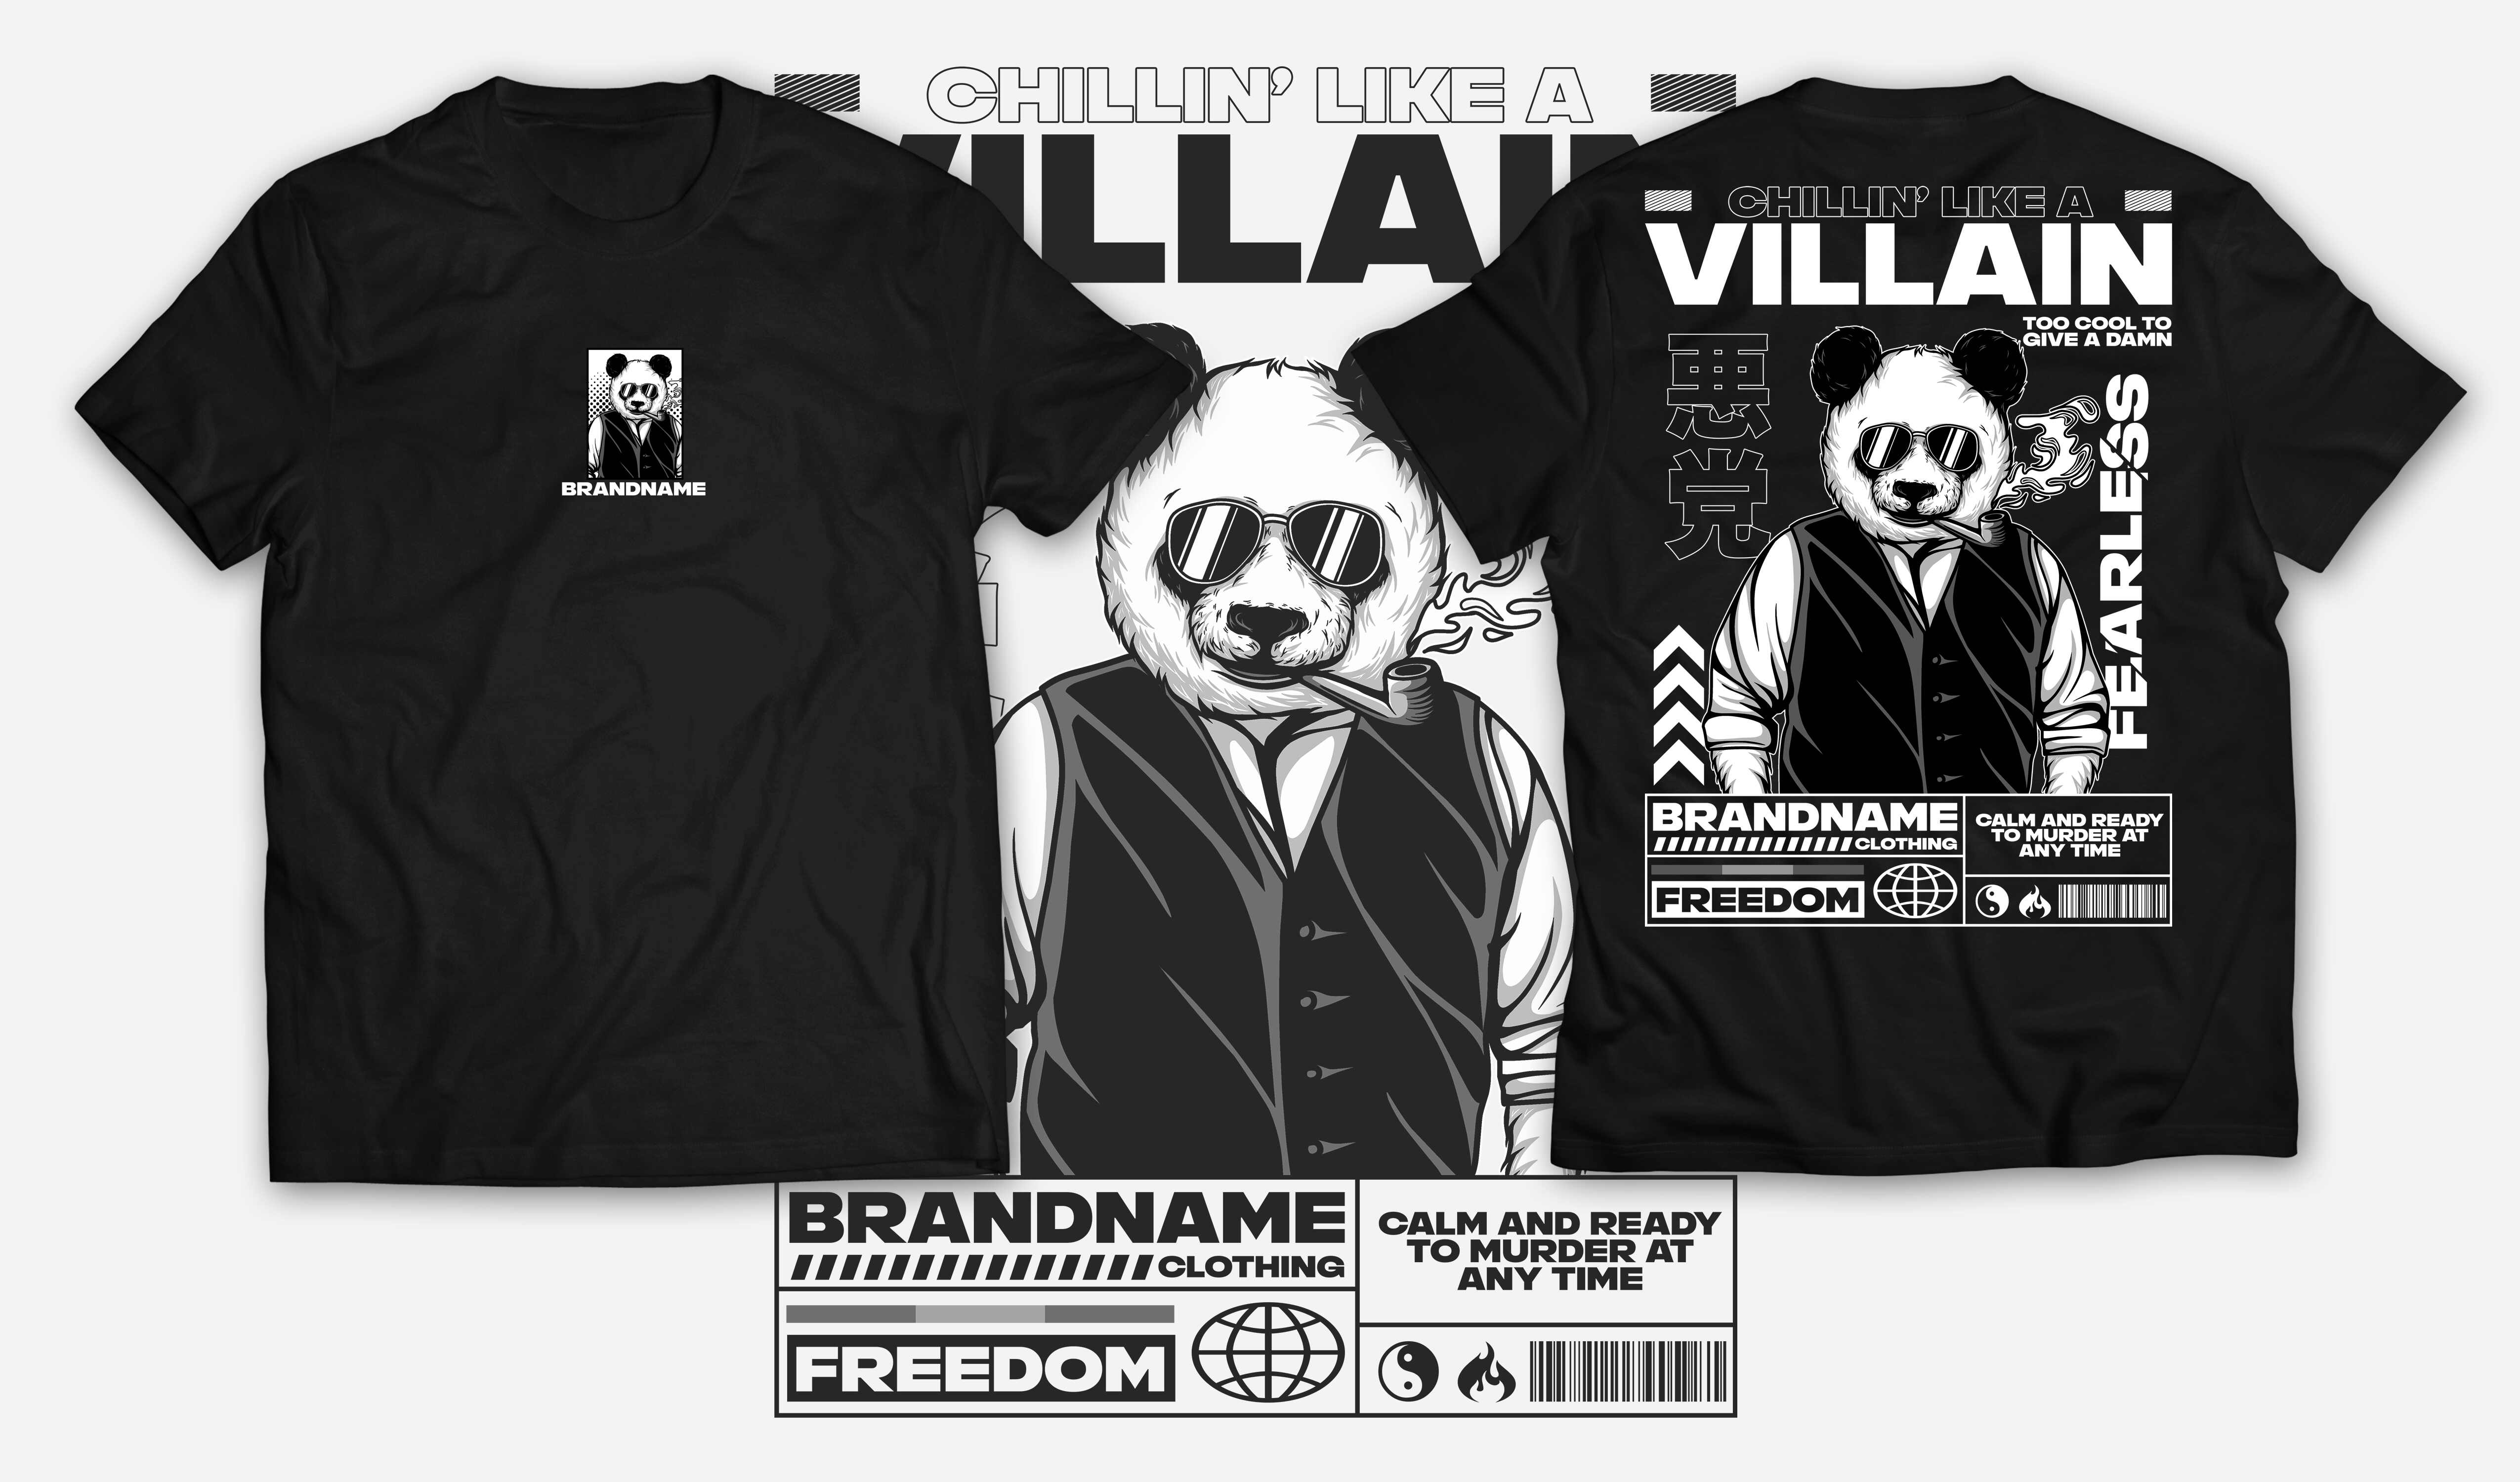 CHILLIN' LIKE A
VILLAIN
BRANDNAME
CHILLIN' LIKE A
VILLAIN
TOO COOL TO
GIVE A DAMN
悪党
FEARLESS
BRANDNAME
CLOTHING
CALM AND READY
TO MURDER AT
ANY TIME
FREEDOM
BRANDNAME
CLOTHING
CALM AND READY
TO MURDER AT
ANY TIME
FREEDOM